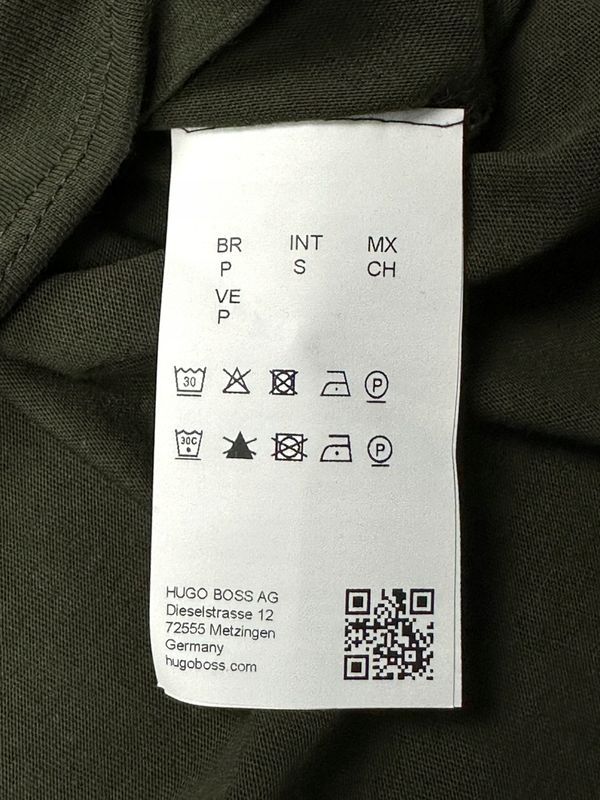 BR INT MX
P S CH
VE
P
30 P
30C P
HUGO BOSS AG
Dieselstrasse 12
72555 Metzingen
Germany
hugoboss.com